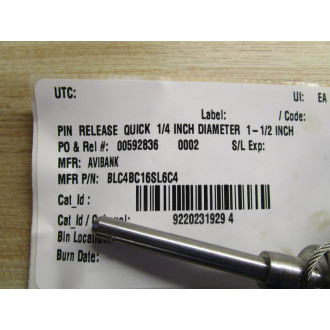 UTC:
UI: EA
Label: / Code:
PIN RELEASE QUICK 1/4 INCH DIAMETER 1-1/2 INCH
PO & Rel #: 00592836 0002 S/L Exp:
MFR: AVIBANK
MFR P/N: BLC4BC16SL6C4
Cat_Id :
Cat_Id / 9220231929 4
Bin Location:
Burn Date: